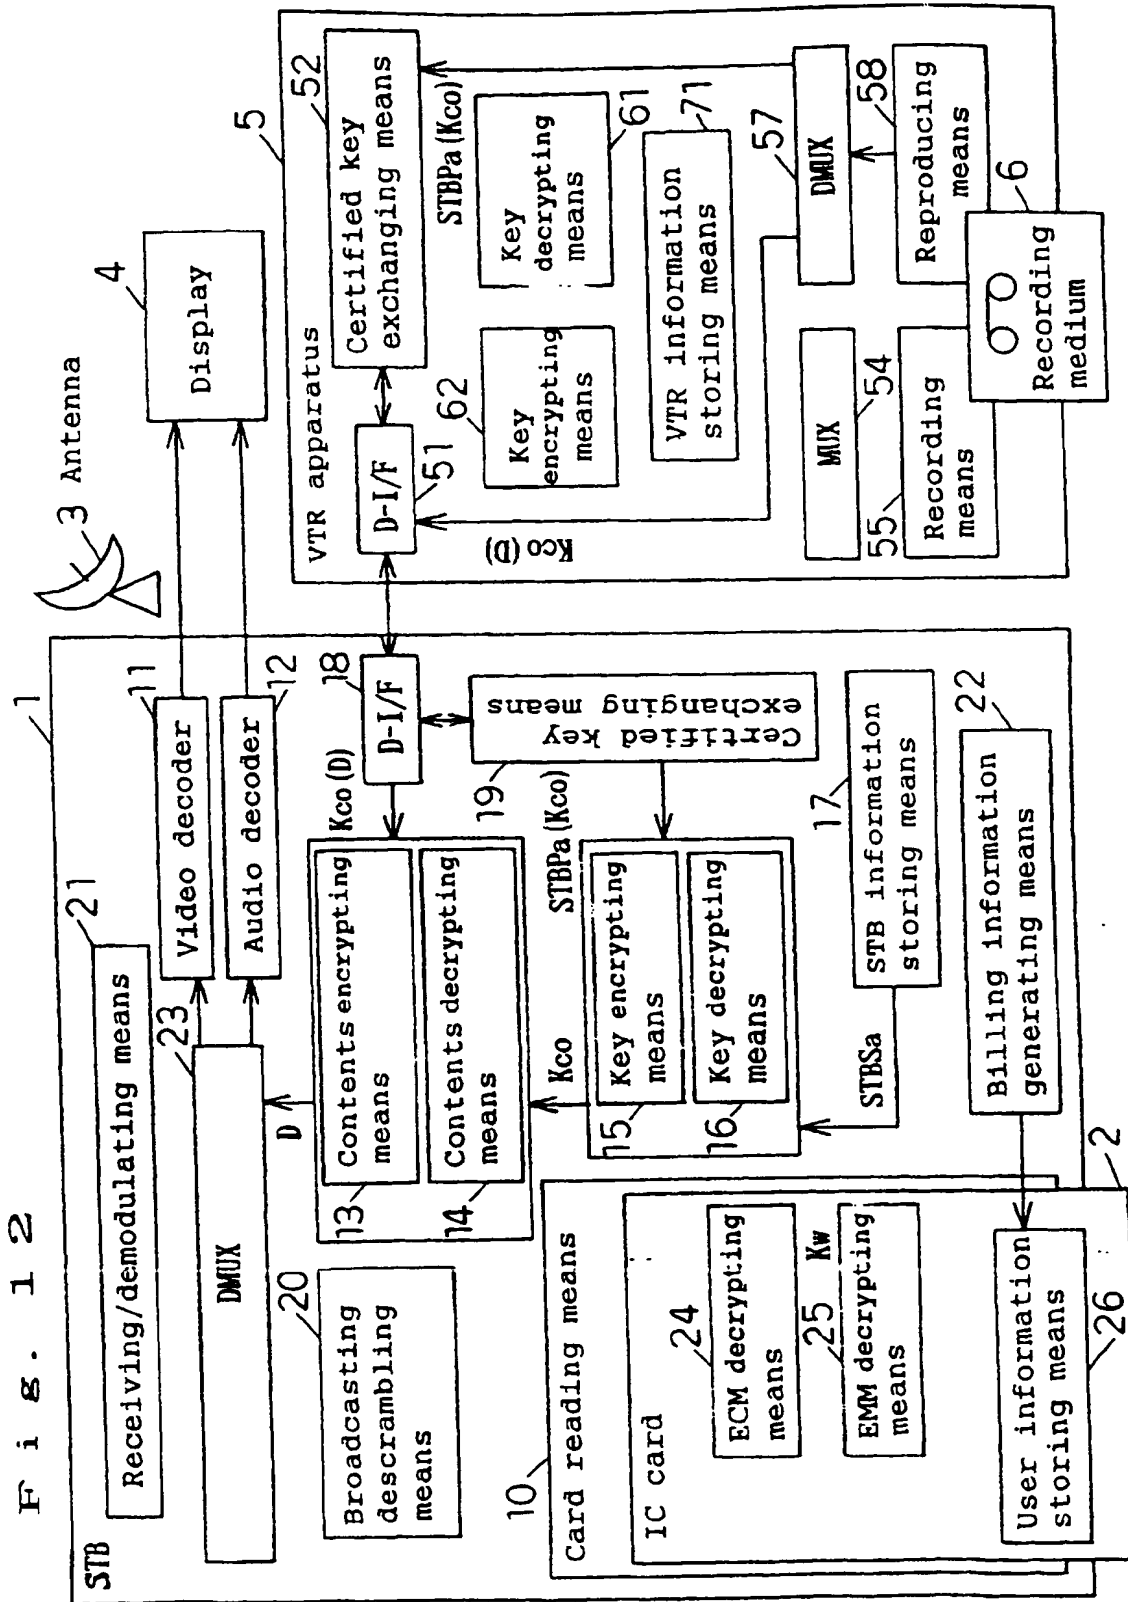 Fig. 12
STB
1
Receiving/demodulating means
21
DMUX
23
Video decoder
11
Audio decoder
12
3
Antenna
4
Display
Broadcasting
descrambling
means
20
D
Contents encrypting
means
13
Contents decrypting
means
14
Kco(D)
D-I/F
18
Certified key
exchanging means
19
Kco
STBPa(Kco)
Key encrypting
means
15
Key decrypting
means
16
STBSa
STB information
storing means
17
Billing information
generating means
22
10
Card reading means
IC card
2
ECM decrypting
means
24
Kw
EMM decrypting
means
25
User information
storing means
26
5
VTR apparatus
D-I/F
51
Certified key
exchanging means
52
STBPa(Kco)
Kco(D)
Key
encrypting
means
62
Key
decrypting
means
61
VTR information
storing means
71
MUX
54
DMUX
57
Recording
means
55
Reproducing
means
58
Recording
medium
6